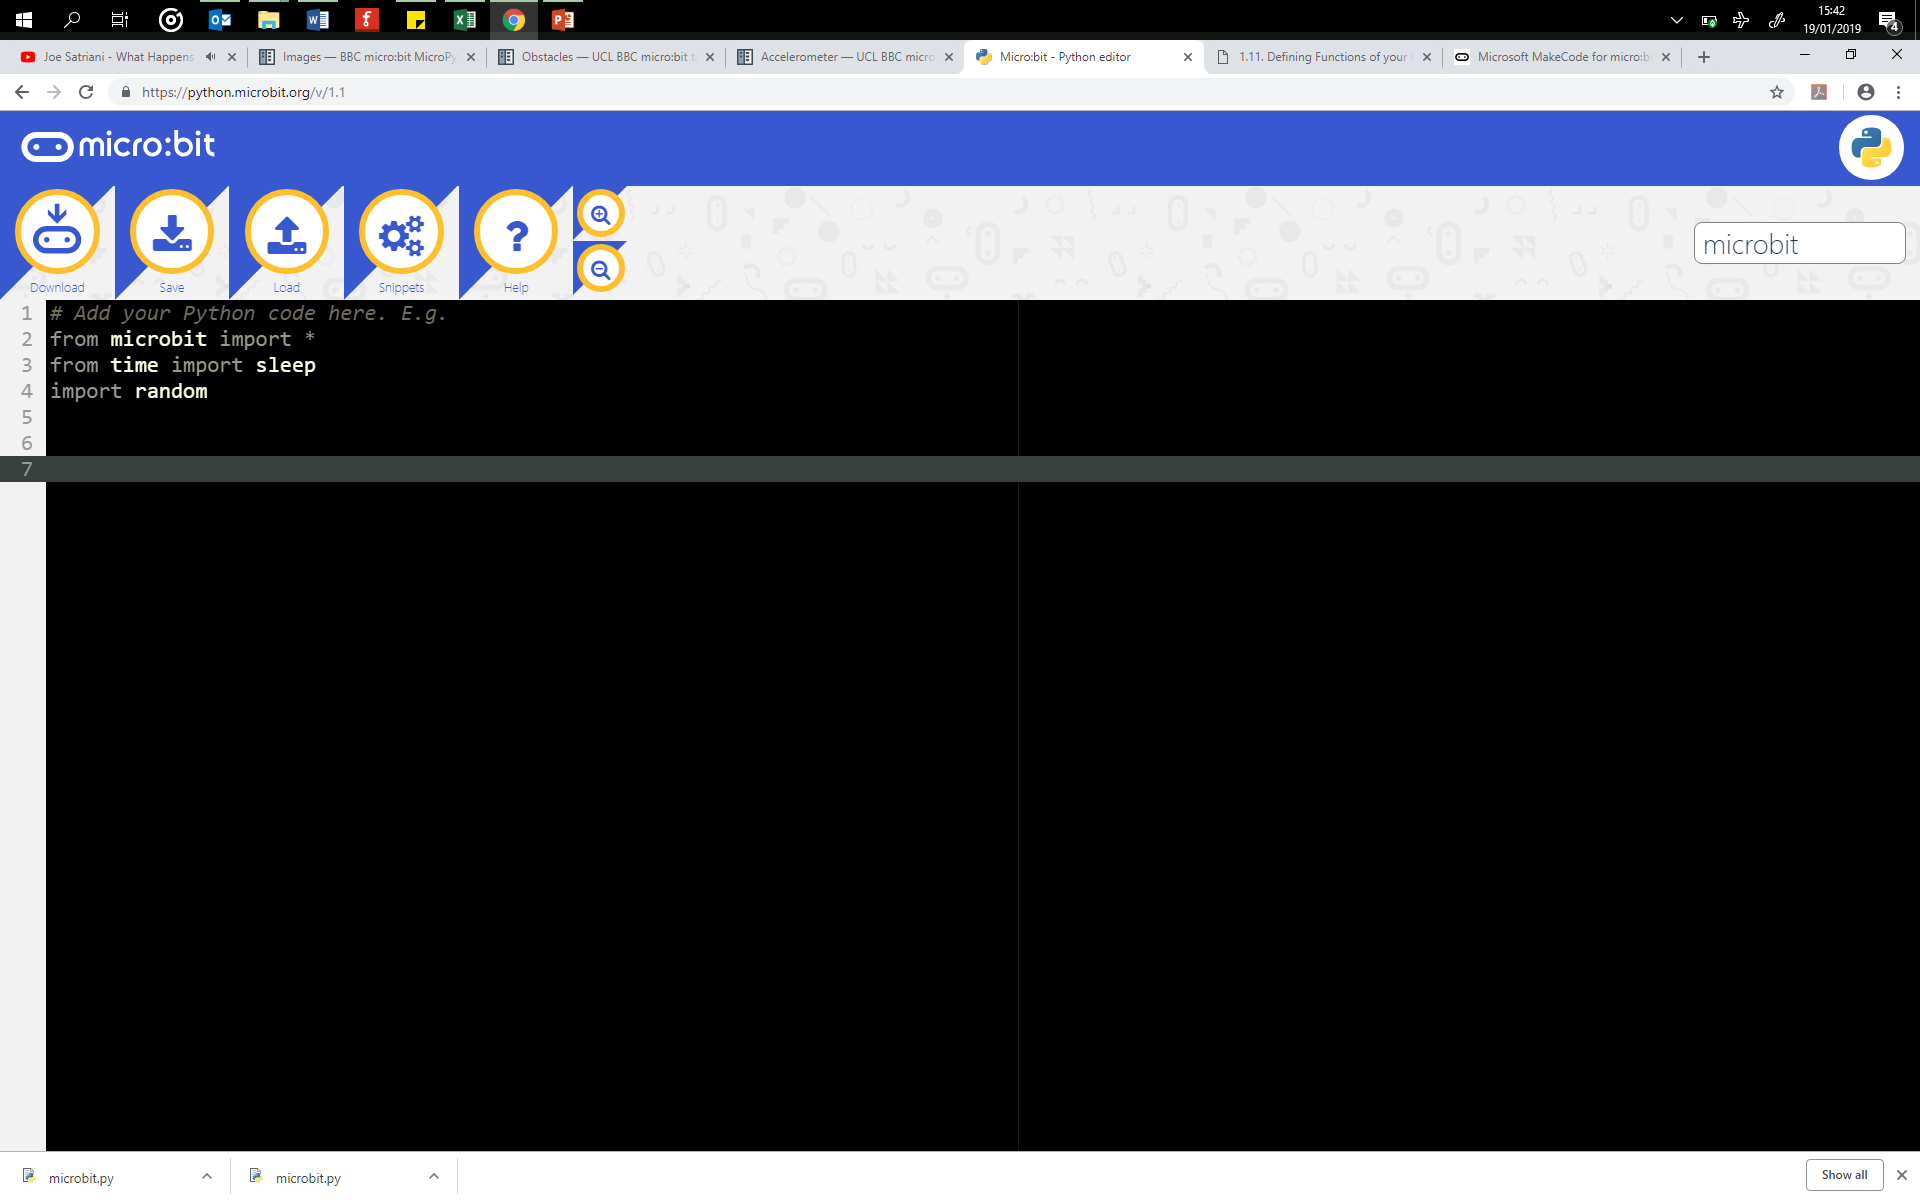 15:42
19/01/2019
4
Joe Satriani - What Happens
Images — BBC micro:bit MicroPy
Obstacles — UCL BBC micro:bit t
Accelerometer — UCL BBC micro
Micro:bit - Python editor
1.11. Defining Functions of your
Microsoft MakeCode for micro:b
https://python.microbit.org/v/1.1
micro:bit
Download
Save
Load
Snippets
Help
microbit
1 # Add your Python code here. E.g.
2 from microbit import *
3 from time import sleep
4 import random
5
6
7
microbit.py
microbit.py
Show all